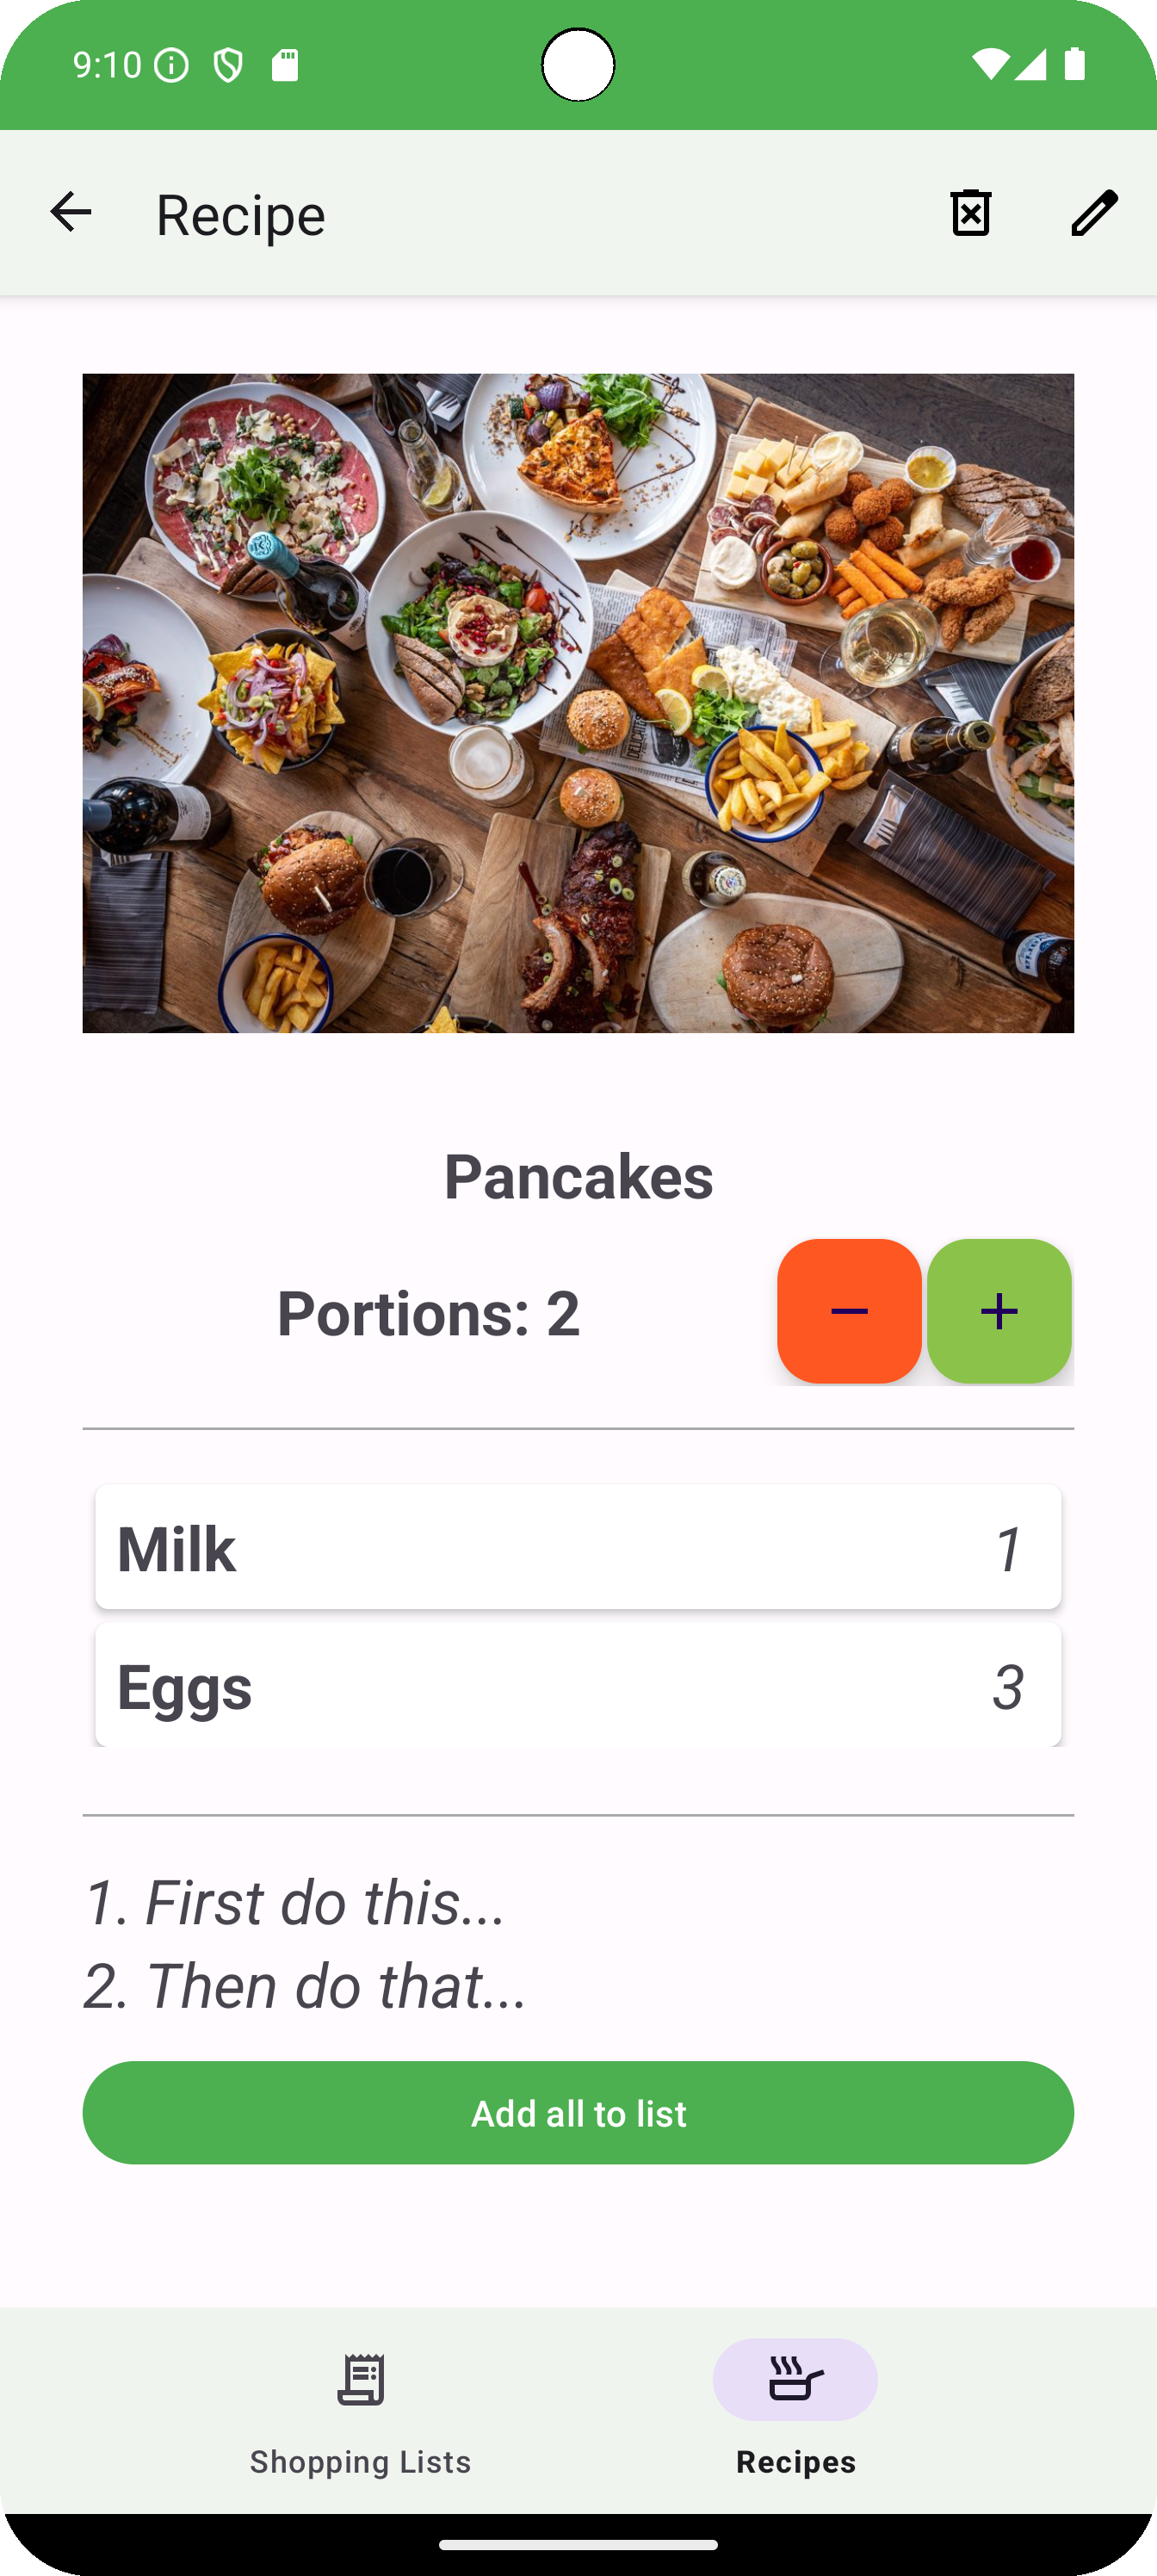 9:10
Recipe
Pancakes
Portions: 2
Milk 1
Eggs 3
1. First do this...
2. Then do that...
Add all to list
Shopping Lists
Recipes